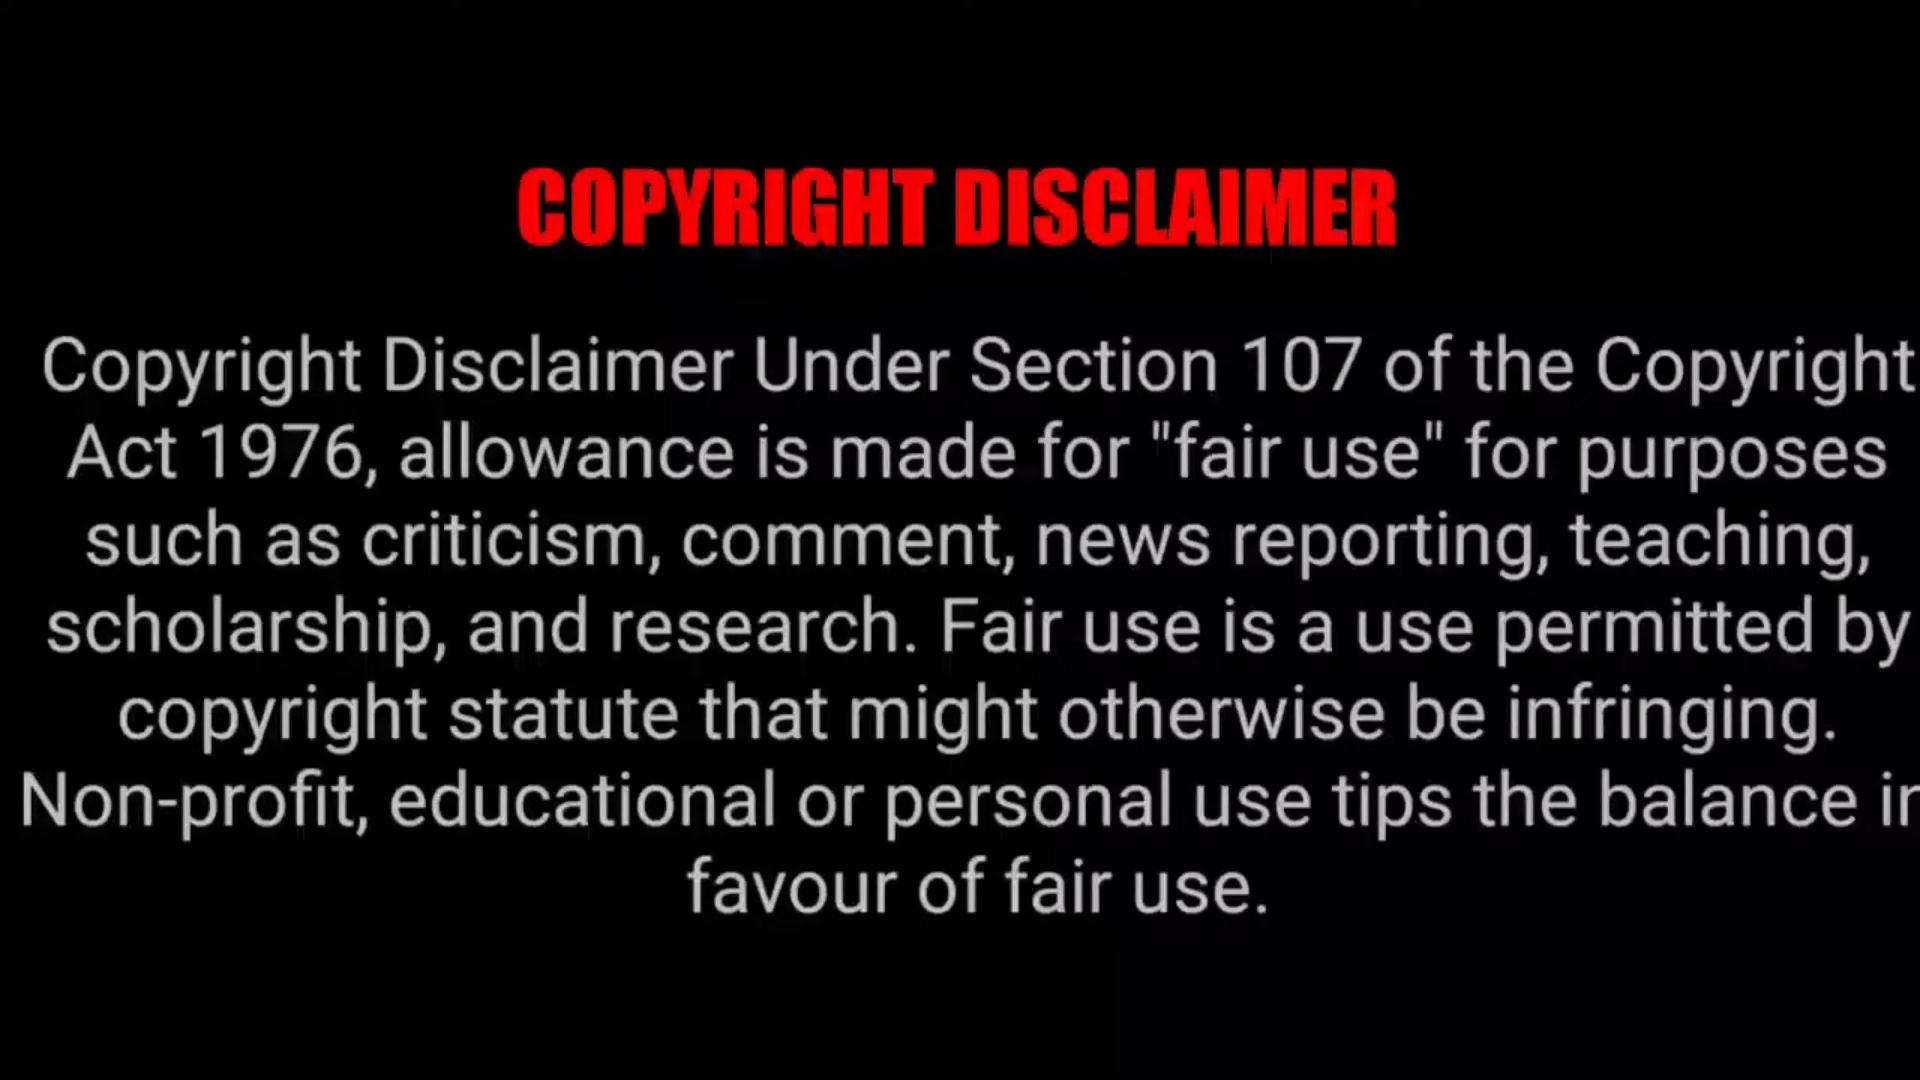 COPYRIGHT DISCLAIMER
Copyright Disclaimer Under Section 107 of the Copyright
Act 1976, allowance is made for "fair use" for purposes
such as criticism, comment, news reporting, teaching,
scholarship, and research. Fair use is a use permitted by
copyright statute that might otherwise be infringing.
Non-profit, educational or personal use tips the balance in
favour of fair use.